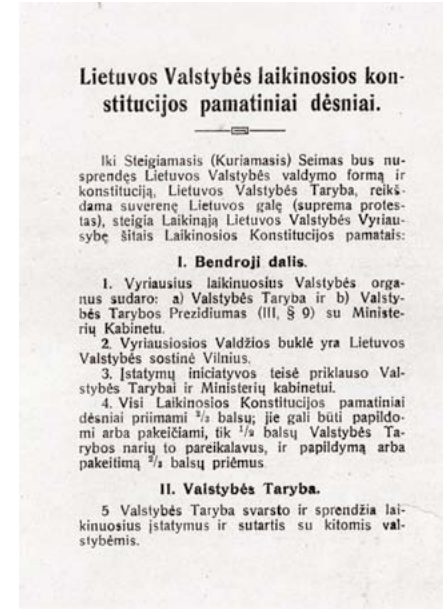 Lietuvos Valstybės laikinosios kon-
stitucijos pamatiniai dėsniai.
Iki Steigiamasis (Kuriamasis) Seimas bus nu-
sprendęs Lietuvos Valstybės valdymo formą ir
konstituciją, Lietuvos Valstybės Taryba, reikš-
dama suverenę Lietuvos galę (suprema protes-
tas), steigia Laikinąją Lietuvos Valstybės Vyriau-
sybę šitais Laikinosios Konstitucijos pamatais:
I. Bendroji dalis.
1. Vyriausius laikinuosius Valstybės orga-
nus sudaro: a) Valstybės Taryba ir b) Valsty-
bės Tarybos Prezidiumas (III, § 9) su Ministe-
rių Kabinetu.
2. Vyriausiosios Valdžios buklė yra Lietuvos
Valstybės sostinė Vilnius.
3. Įstatymų iniciatyvos teisė priklauso Val-
stybės Tarybai ir Ministerių kabinetui.
4. Visi Laikinosios Konstitucijos pamatiniai
dėsniai priimami ²/₃ balsų; jie gali būti papildo-
mi arba pakeičiami, tik ¹/₃ balsų Valstybės Ta-
rybos narių to pareikalavus, ir papildymą arba
pakeitimą ²/₃ balsų priėmus
II. Valstybės Taryba.
5 Valstybės Taryba svarsto ir sprendžia lai-
kinuosius įstatymus ir sutartis su kitomis val-
stybėmis.